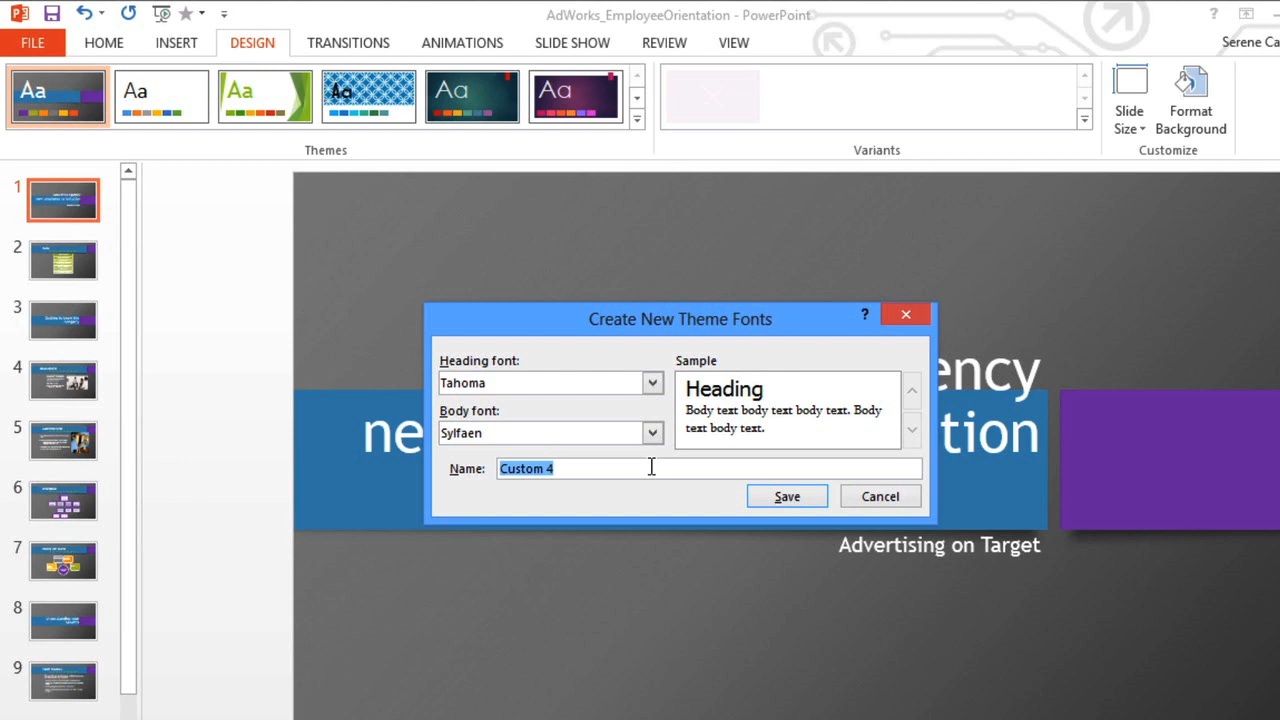 AdWorks_EmployeeOrientation - PowerPoint
?
FILE HOME INSERT DESIGN TRANSITIONS ANIMATIONS SLIDE SHOW REVIEW VIEW
Serene Ca
Aa Aa Aa Aa Aa Aa
Slide Size
Format Background
Themes Variants Customize
1
2
3
4
5
6
7
8
9
ency
ne
tion
Advertising on Target
Create New Theme Fonts
?
Heading font:
Tahoma
Body font:
Sylfaen
Sample
Heading
Body text body text body text. Body
text body text.
Name: Custom 4
Save Cancel